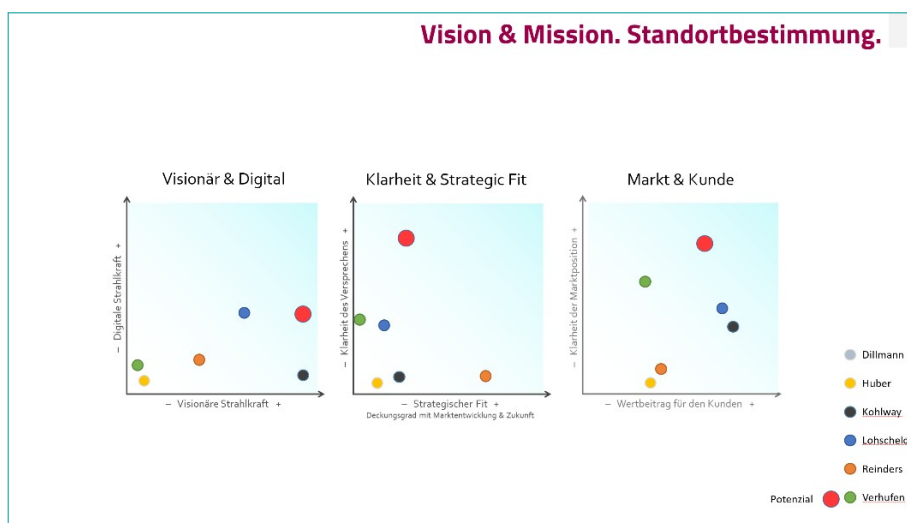 Vision & Mission. Standortbestimmung.
Visionär & Digital
Klarheit & Strategic Fit
Markt & Kunde
– Digitale Strahlkraft +
– Visionäre Strahlkraft +
– Klarheit des Versprechens +
– Strategischer Fit +
Deckungsgrad mit Marktentwicklung & Zukunft
– Klarheit der Marktposition +
– Wertbeitrag für den Kunden +
Dillmann
Huber
Kohlway
Lohscheld
Reinders
Potenzial
Verhufen